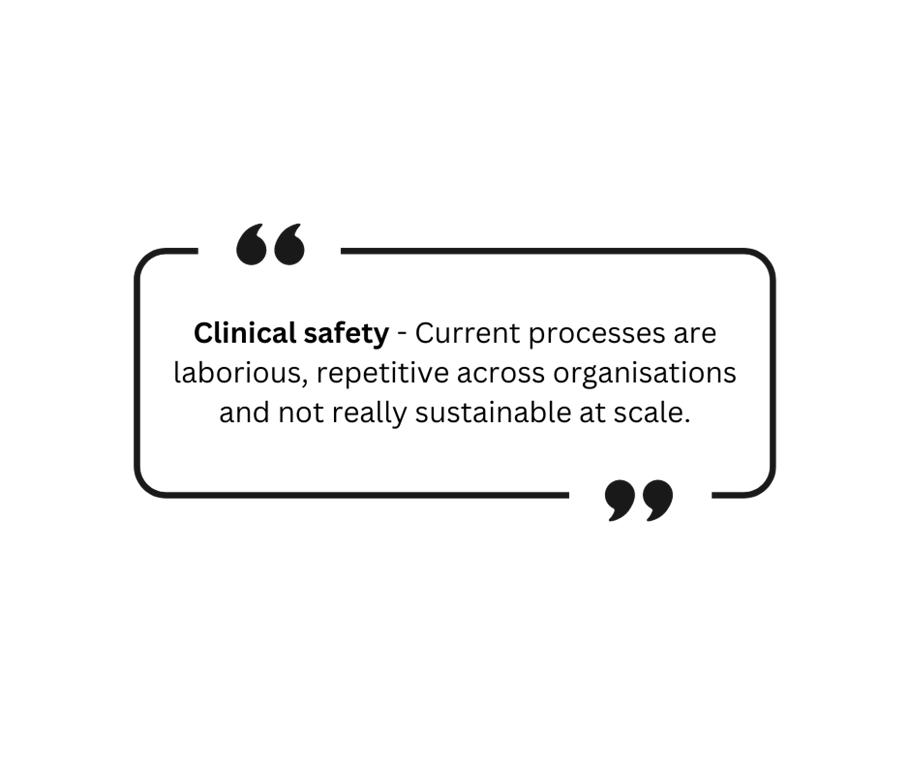 Clinical safety - Current processes are
laborious, repetitive across organisations
and not really sustainable at scale.